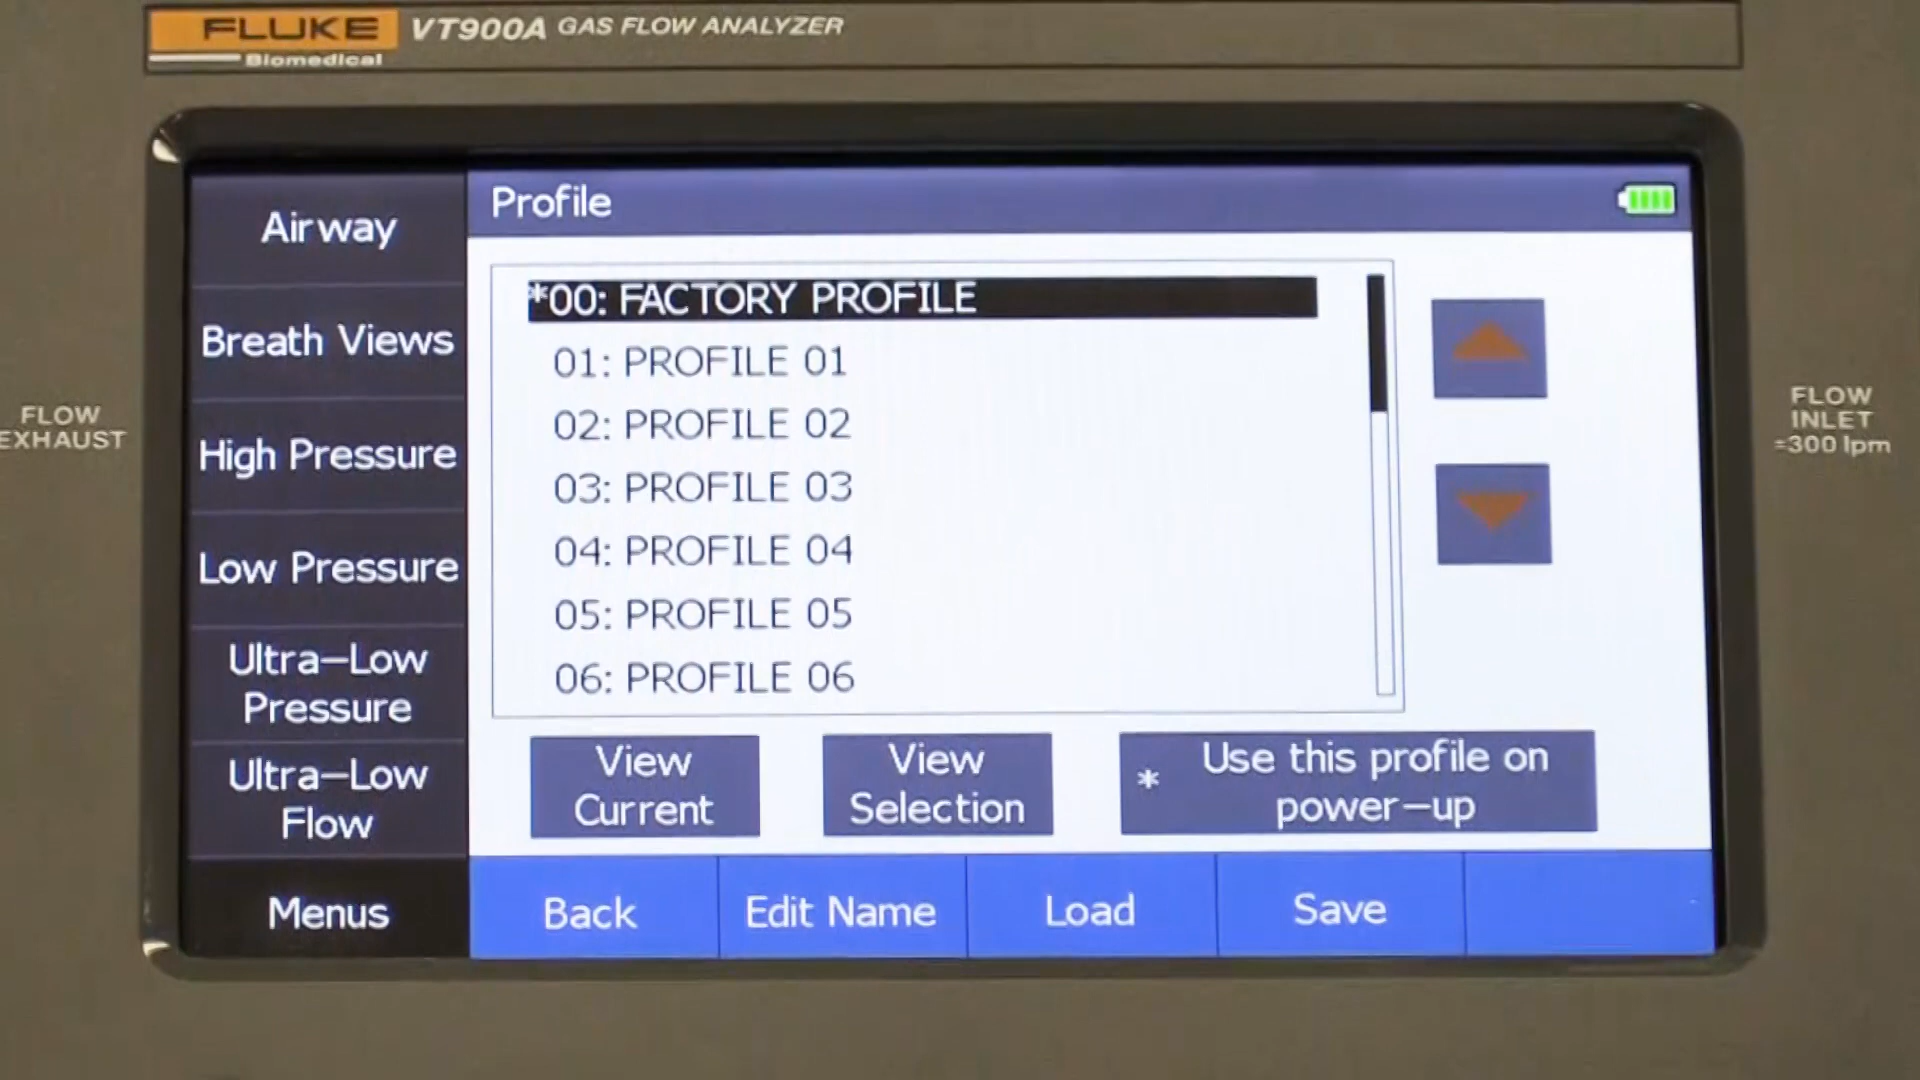 FLUKE
Biomedical
VT900A GAS FLOW ANALYZER
FLOW
EXHAUST
Airway
Breath Views
High Pressure
Low Pressure
Ultra-Low
Pressure
Ultra-Low
Flow
Menus
Profile
*00: FACTORY PROFILE
01: PROFILE 01
02: PROFILE 02
03: PROFILE 03
04: PROFILE 04
05: PROFILE 05
06: PROFILE 06
View
Current
View
Selection
* Use this profile on
power-up
Back
Edit Name
Load
Save
FLOW
INLET
±300 lpm